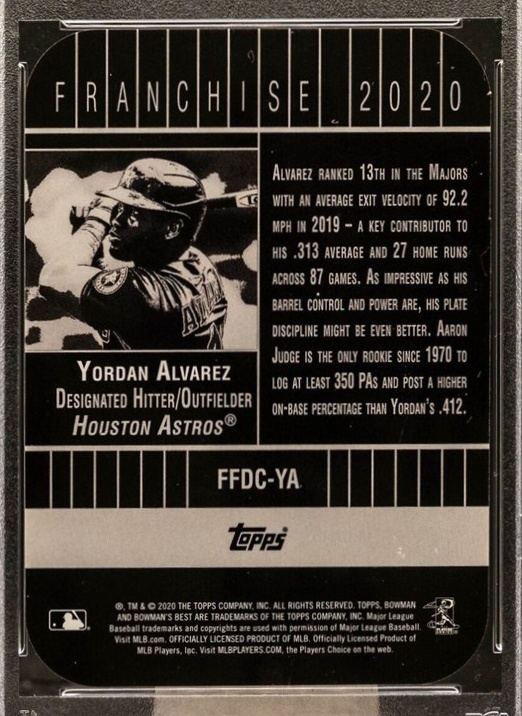 FRANCHISE 2020
ALVAREZ RANKED 13TH IN THE MAJORS
WITH AN AVERAGE EXIT VELOCITY OF 92.2
MPH IN 2019 – A KEY CONTRIBUTOR TO
HIS .313 AVERAGE AND 27 HOME RUNS
ACROSS 87 GAMES. AS IMPRESSIVE AS HIS
BARREL CONTROL AND POWER ARE, HIS PLATE
DISCIPLINE MIGHT BE EVEN BETTER. AARON
JUDGE IS THE ONLY ROOKIE SINCE 1970 TO
LOG AT LEAST 350 PAS AND POST A HIGHER
ON-BASE PERCENTAGE THAN YORDAN'S .412.
YORDAN ALVAREZ
DESIGNATED HITTER/OUTFIELDER
HOUSTON ASTROS®
FFDC-YA
Topps®
®, TM & © 2020 THE TOPPS COMPANY, INC. ALL RIGHTS RESERVED. TOPPS, BOWMAN
AND BOWMAN'S BEST ARE TRADEMARKS OF THE TOPPS COMPANY, INC. Major League
Baseball trademarks and copyrights are used with permission of Major League Baseball.
Visit MLB.com. OFFICIALLY LICENSED PRODUCT OF MLB. Officially Licensed Product of
MLB Players, Inc. Visit MLBPLAYERS.COM, the Players Choice on the web.